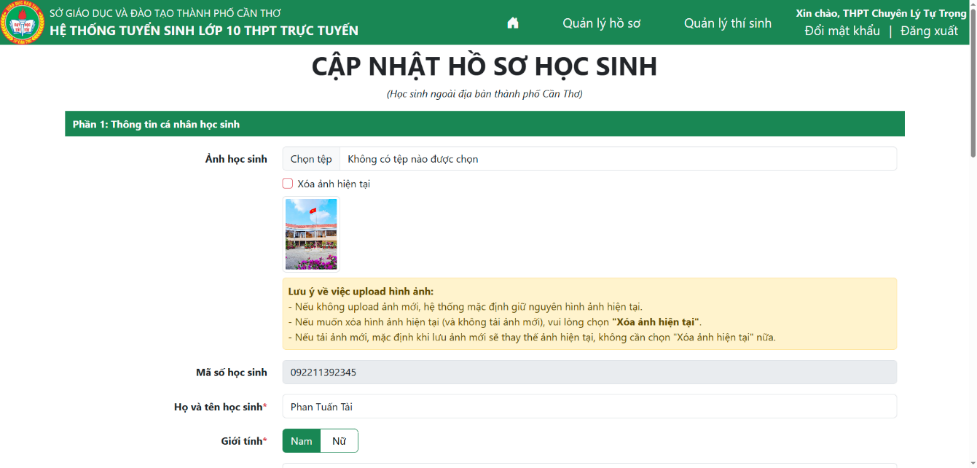 SỞ GIÁO DỤC VÀ ĐÀO TẠO THÀNH PHỐ CẦN THƠ
HỆ THỐNG TUYỂN SINH LỚP 10 THPT TRỰC TUYẾN
Quản lý hồ sơ
Quản lý thí sinh
Xin chào, THPT Chuyên Lý Tự Trọng
Đổi mật khẩu | Đăng xuất
CẬP NHẬT HỒ SƠ HỌC SINH
(Học sinh ngoài địa bàn thành phố Cần Thơ)
Phần 1: Thông tin cá nhân học sinh
Ảnh học sinh
Chọn tệp Không có tệp nào được chọn
Xóa ảnh hiện tại
Lưu ý về việc upload hình ảnh:
- Nếu không upload ảnh mới, hệ thống mặc định giữ nguyên hình ảnh hiện tại.
- Nếu muốn xóa hình ảnh hiện tại (và không tải ảnh mới), vui lòng chọn "Xóa ảnh hiện tại".
- Nếu tải ảnh mới, mặc định khi lưu ảnh mới sẽ thay thế ảnh hiện tại, không cần chọn "Xóa ảnh hiện tại" nữa.
Mã số học sinh 092211392345
Họ và tên học sinh* Phan Tuấn Tài
Giới tính* Nam Nữ